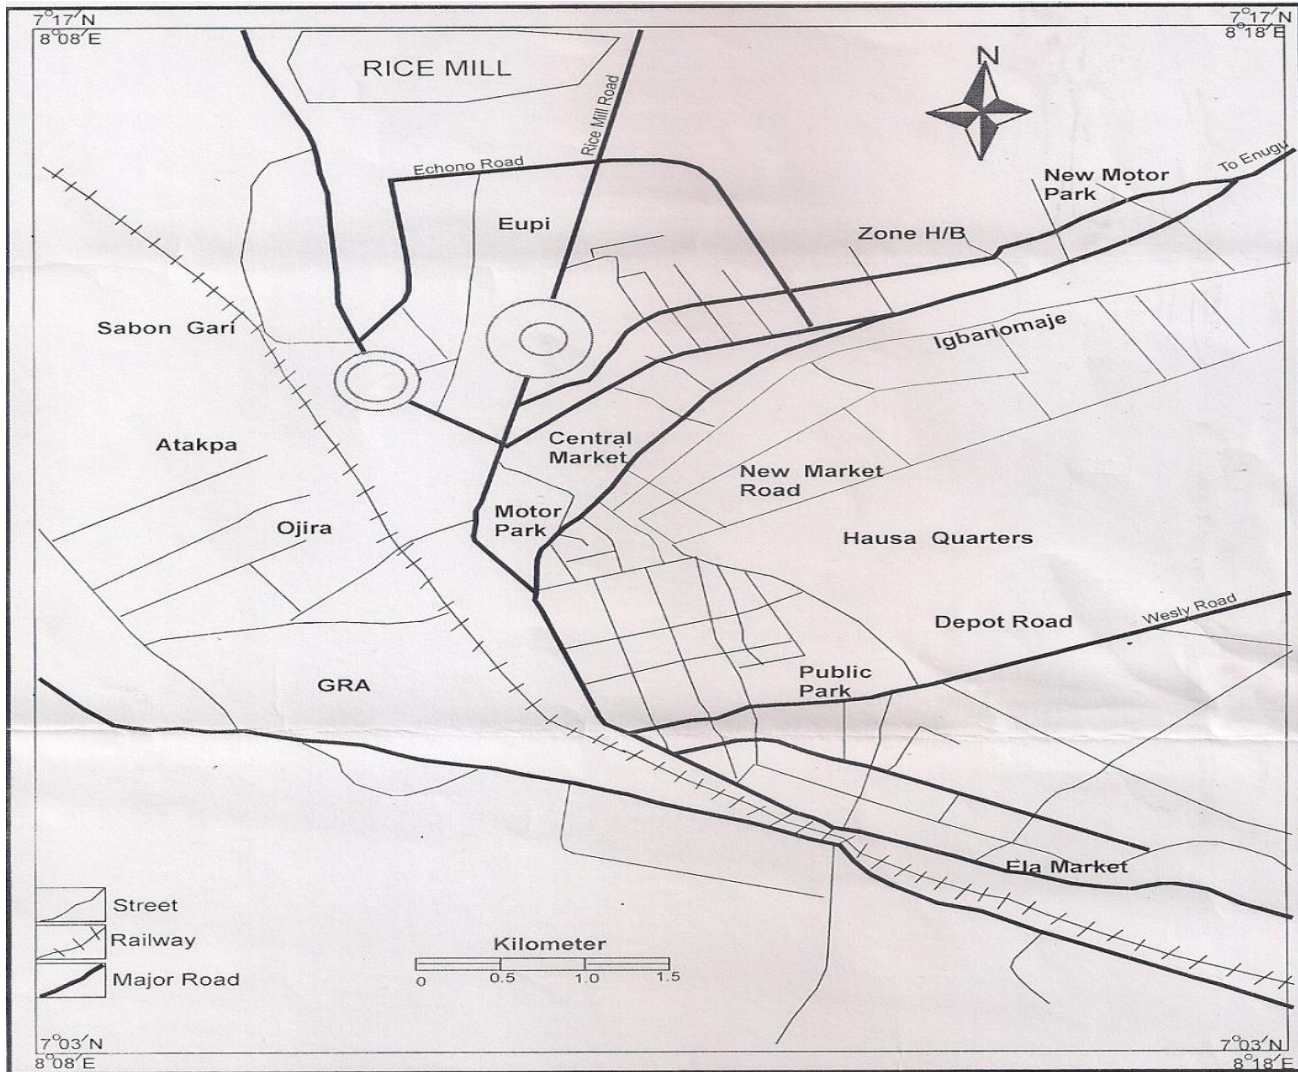 7°17'N
8°08'E
7°17'N
8°18'E
RICE MILL
N
Rice Mill Road
Echono Road
To Enugu
New Motor
Park
Eupi
Zone H/B
Sabon Gari
Igbanomaje
Atakpa
Central
Market
New Market
Road
Motor
Park
Ojira
Hausa Quarters
Wesly Road
Depot Road
GRA
Public
Park
Ela Market
Street
Railway
Major Road
Kilometer
0 0.5 1.0 1.5
7°03'N
8°08'E
7°03'N
8°18'E